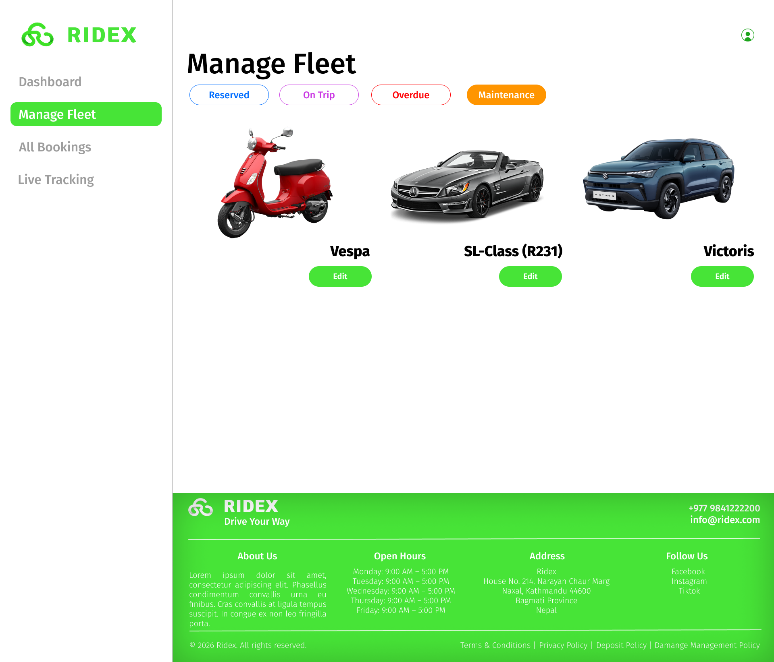 RIDEX
Dashboard
Manage Fleet
All Bookings
Live Tracking
Manage Fleet
Reserved
On Trip
Overdue
Maintenance
Vespa
Edit
SL-Class (R231)
Edit
Victoris
Edit
RIDEX
Drive Your Way
+977 9841222200
info@ridex.com
About Us
Lorem ipsum dolor sit amet,
consectetur adipiscing elit. Phasellus
condimentum convallis urna eu
finibus. Cras convallis at ligula tempus
suscipit. In congue ex non leo fringilla
porta.
Open Hours
Monday: 9:00 AM – 5:00 PM
Tuesday: 9:00 AM – 5:00 PM
Wednesday: 9:00 AM – 5:00 PM
Thursday: 9:00 AM – 5:00 PM
Friday: 9:00 AM – 5:00 PM
Address
Ridex
House No. 214, Narayan Chaur Marg
Naxal, Kathmandu 44600
Bagmati Province
Nepal
Follow Us
Facebook
Instagram
Tiktok
© 2026 Ridex. All rights reserved.
Terms & Conditions | Privacy Policy | Deposit Policy | Damange Management Policy